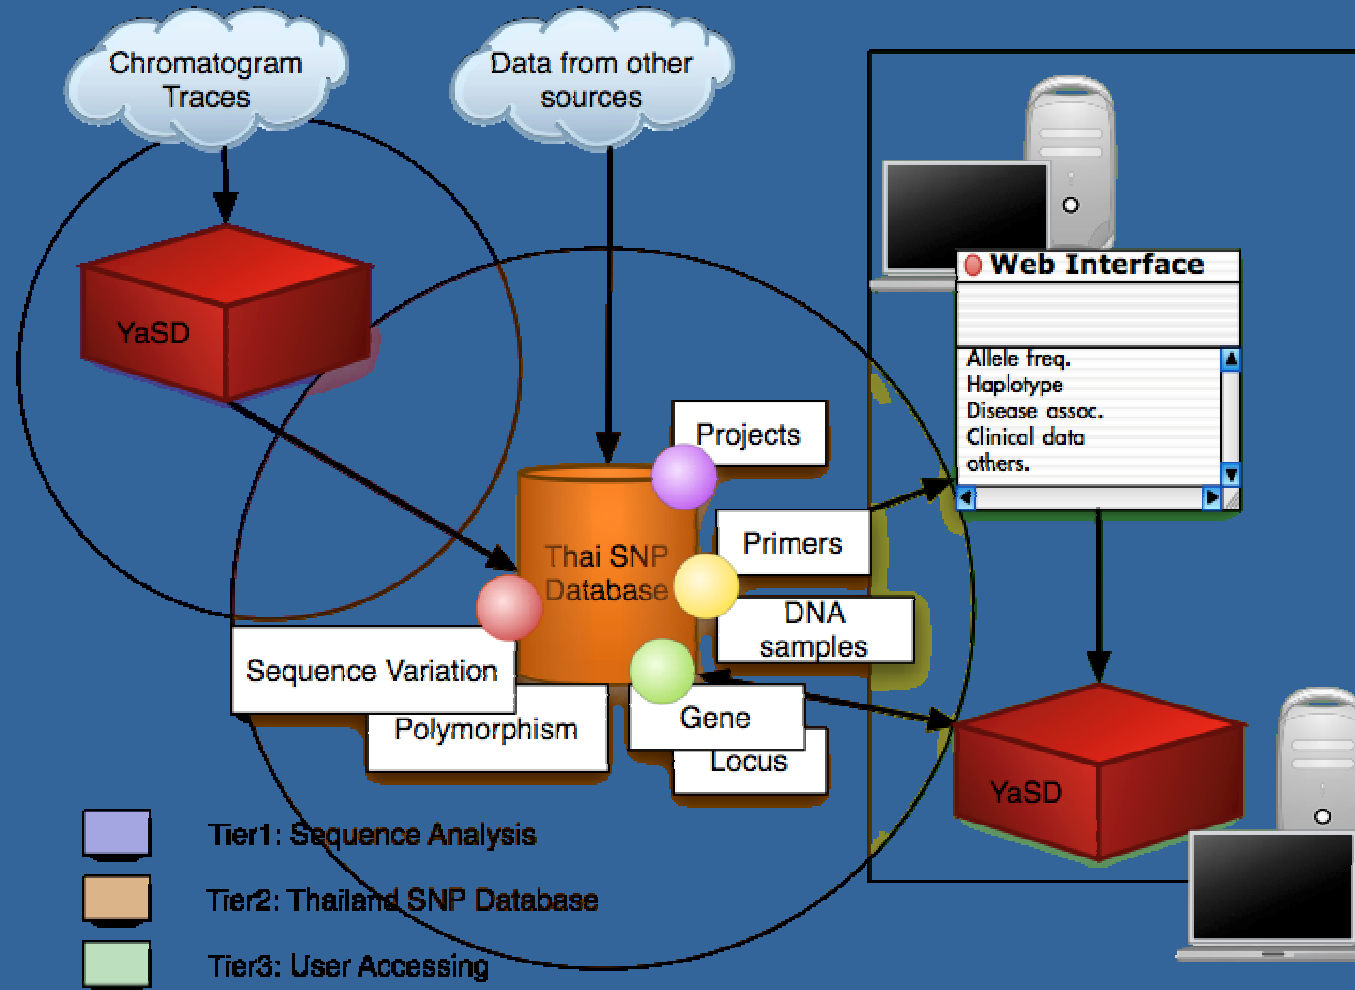 Chromatogram
Traces
Data from other
sources
YaSD
Web Interface
Allele freq.
Haplotype
Disease assoc.
Clinical data
others.
Projects
Primers
Thai SNP
Database
DNA
samples
Sequence Variation
Polymorphism
Gene
Locus
YaSD
Tier1: Sequence Analysis
Tier2: Thailand SNP Database
Tier3: User Accessing